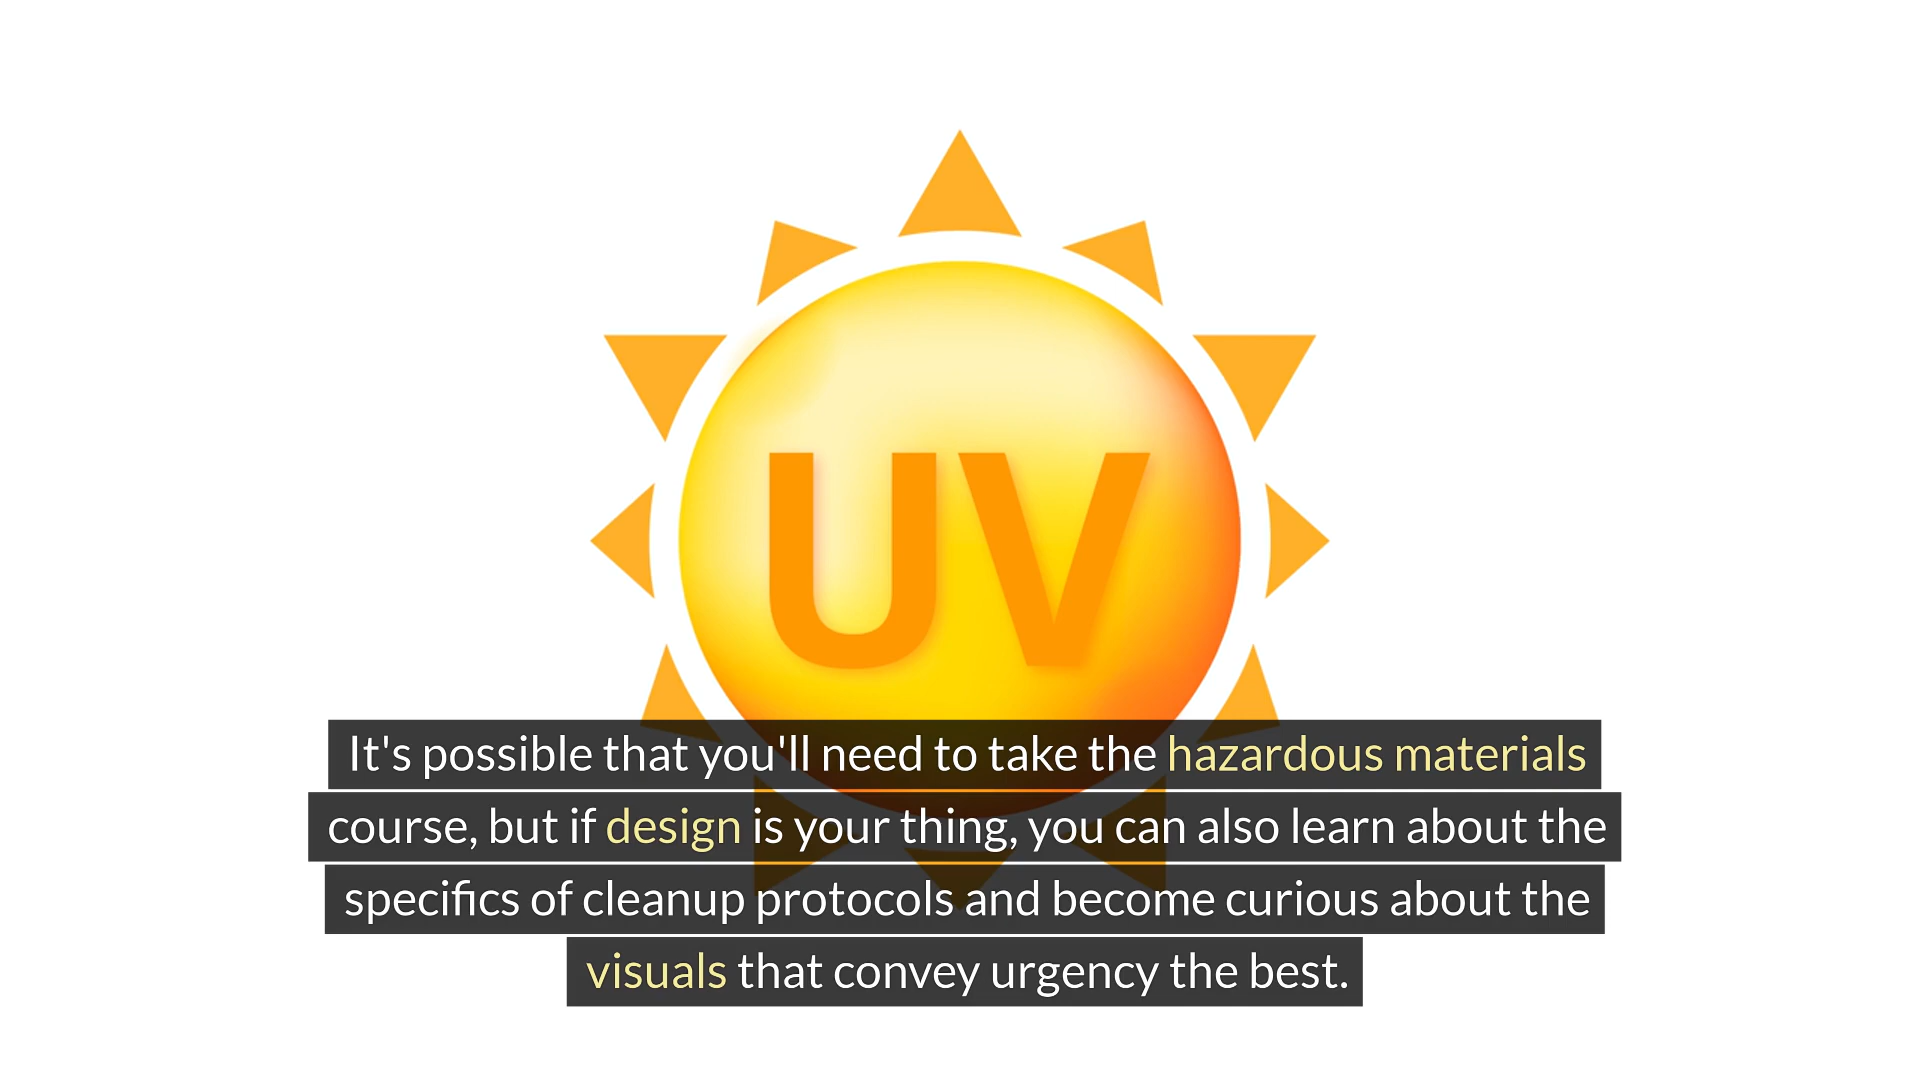 UV
It's possible that you'll need to take the hazardous materials
course, but if design is your thing, you can also learn about the
specifics of cleanup protocols and become curious about the
visuals that convey urgency the best.